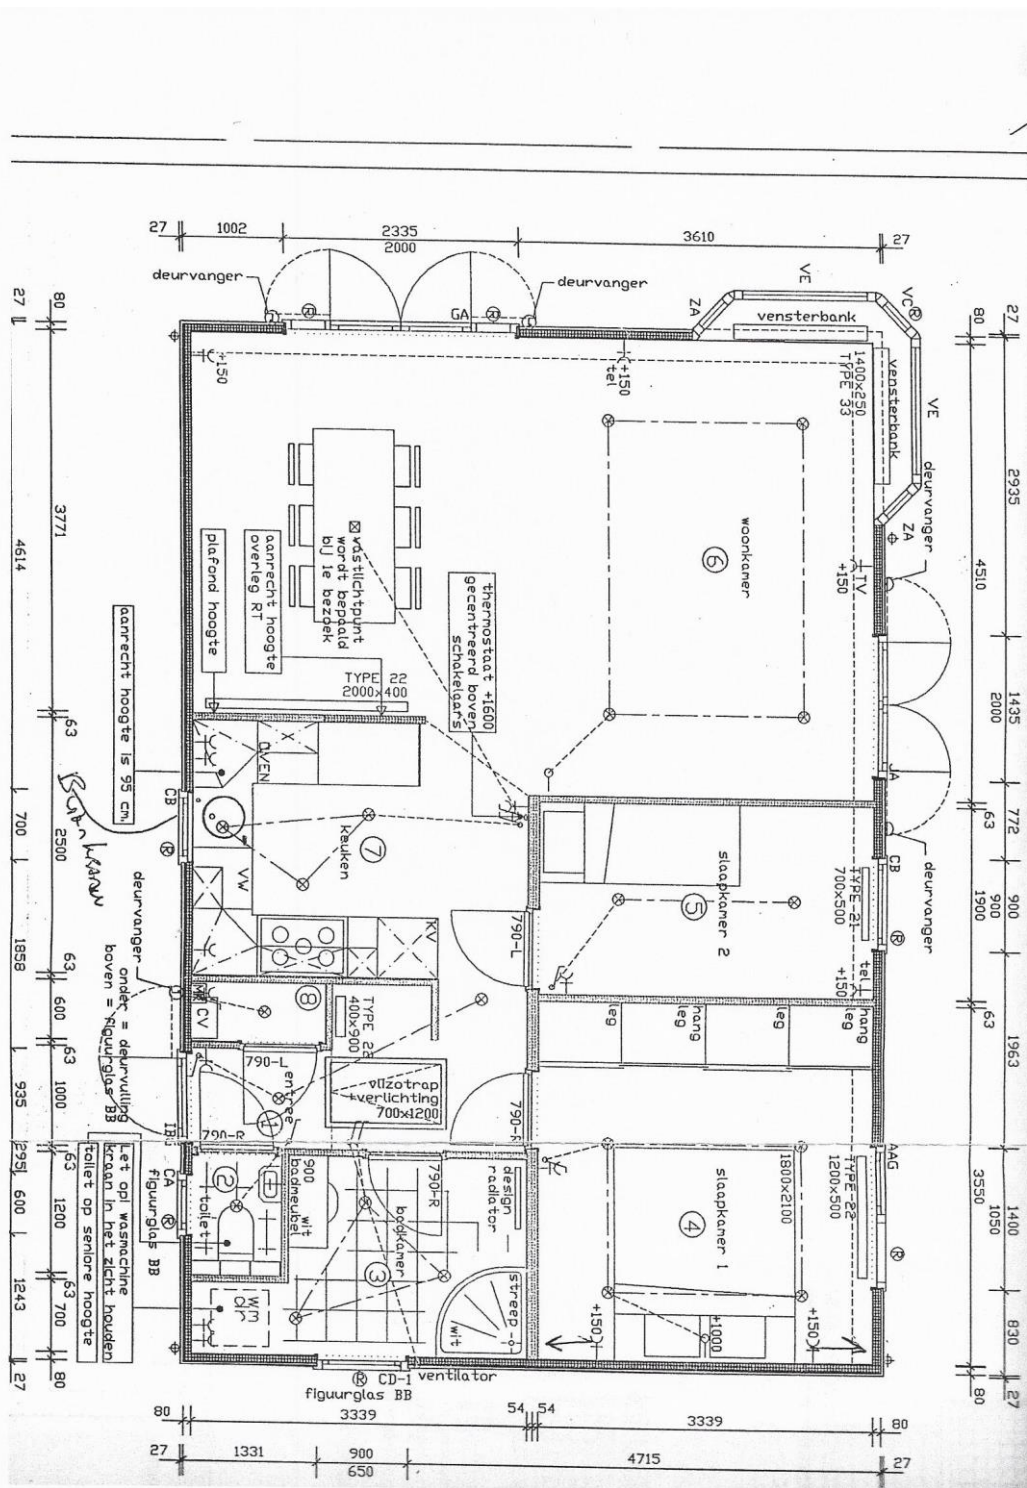 27
1002
2335
2000
3610
27
deurvanger
deurvanger
GA
ZA
VE
VC
vensterbank
vensterbank
VE
deurvanger
ZA
+150
+150
tel
1400x250
TYPE 33
TV
+150
woonkamer
6
vastlichtpunt
wordt bepaald
bij 1e bezoek
aanrecht hoogte
overleg RT
plafond hoogte
thermostaat +1600
gecentreerd boven
schakelaars
TYPE 22
2000x400
aanrecht hoogte is 95 cm.
CB
R
OVEN
X
7
keuken
VW
KV
790-L
slaapkamer 2
5
TYPE-21
700x500
tel
+150
JA
CB
R
deurvanger
hang
leg
leg
hang
leg
leg
deurvanger
onder = deurvulling
boven = figuurglas BB
MK
CV
8
TYPE 22
400x900
790-L
entree
1
vlizotrap
+verlichting
700x1200
790-R
790-R
CA
R
figuurglas BB
Let op! wasmachine
kraan in het zicht houden
toilet op seniore hoogte
2
toilet
900
wit
badmeubel
790-R
badkamer
3
design
radiator
streep
wit
wm
dr
AAG
TYPE-22
1200x500
R
1800x2100
slaapkamer 1
4
+150
+1000
+150
R CD-1
ventilator
figuurglas BB
27
80
3771
4614
63
700
2500
1858
63
600
63
1000
935
295
63
600
1200
1243
63
700
80
27
80
27
2935
4510
1435
2000
772
63
900
900
1900
63
1963
1400
1050
3550
830
80
27
80
3339
54
54
3339
80
27
1331
900
650
4715
27